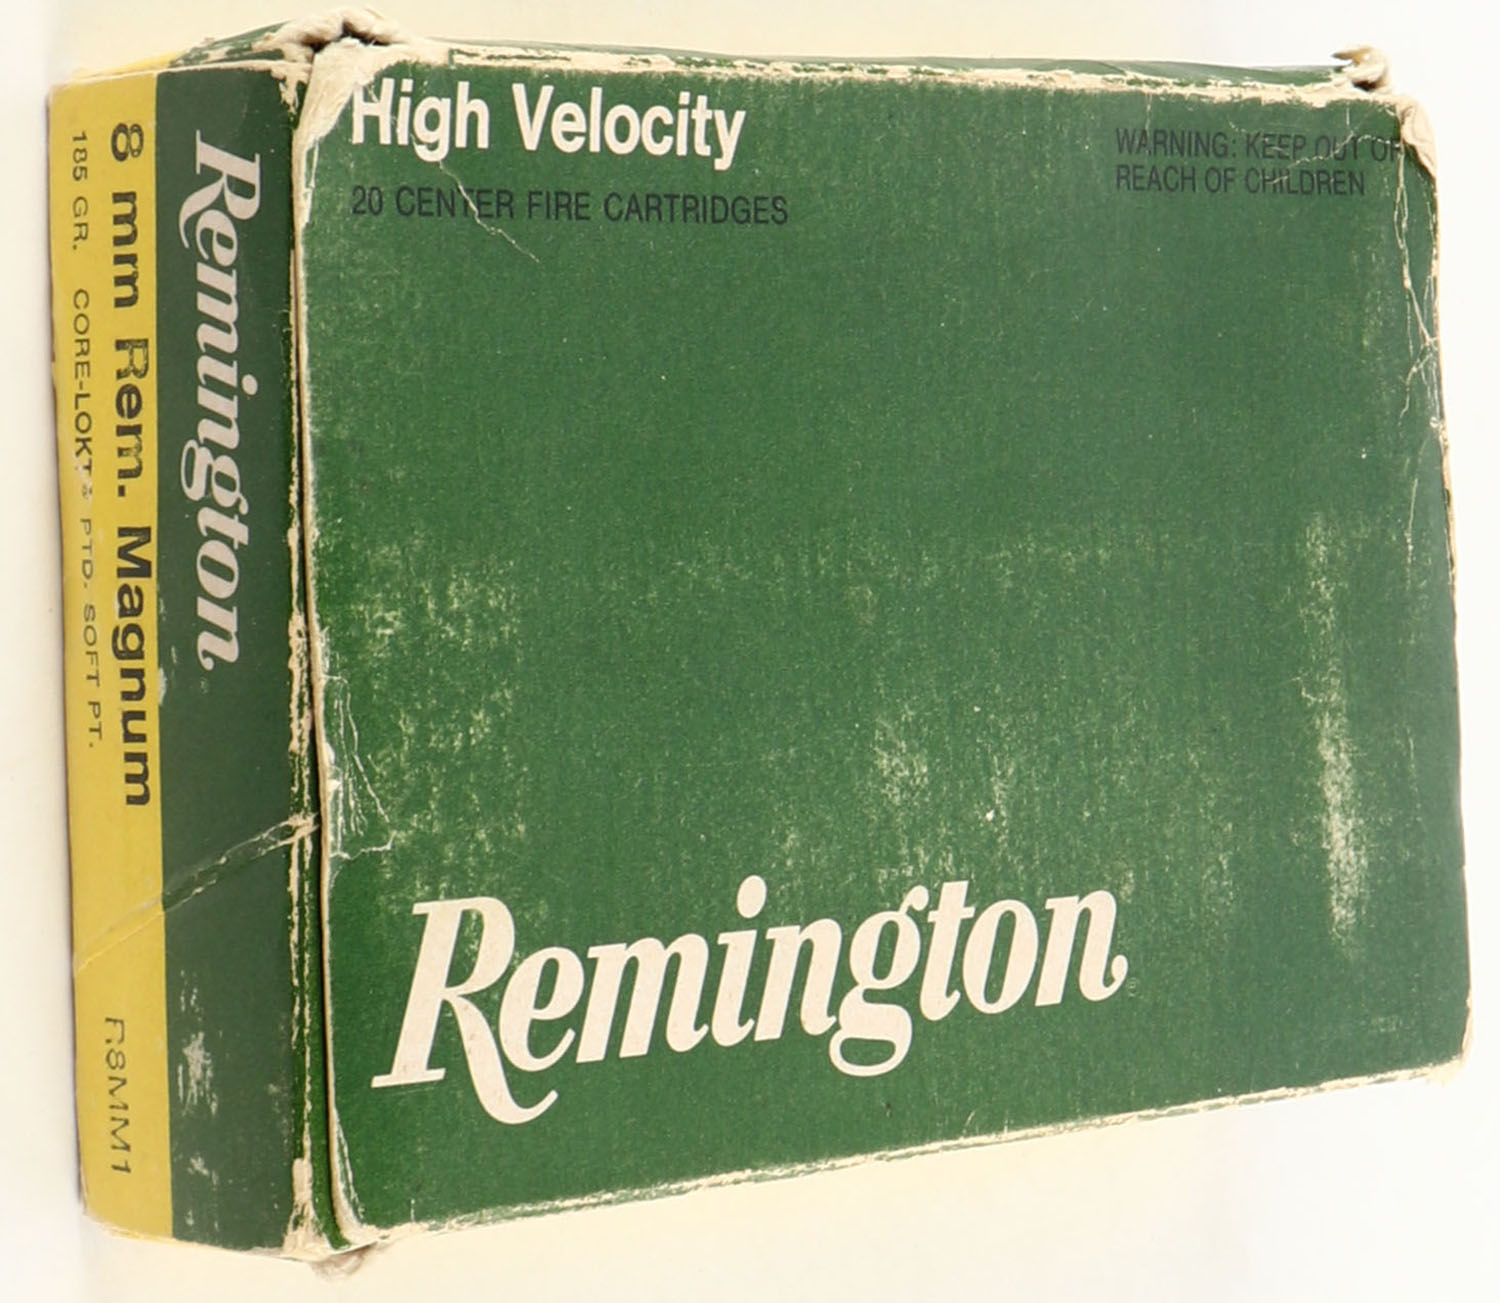 High Velocity
20 CENTER FIRE CARTRIDGES
WARNING: KEEP OUT OF
REACH OF CHILDREN
Remington
Remington
8 mm Rem. Magnum
185 GR. CORE-LOKT® PTD. SOFT PT.
R8MM1